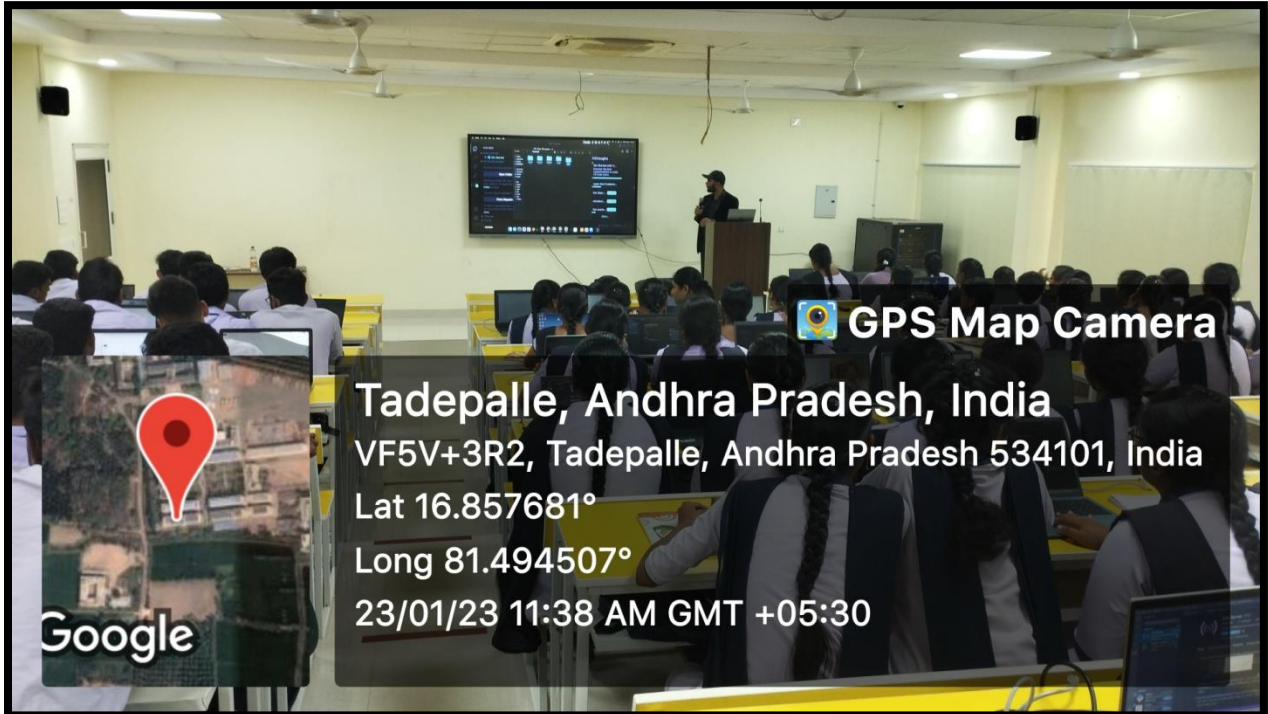 GPS Map Camera
Tadepalle, Andhra Pradesh, India
VF5V+3R2, Tadepalle, Andhra Pradesh 534101, India
Lat 16.857681°
Long 81.494507°
23/01/23 11:38 AM GMT +05:30
Google